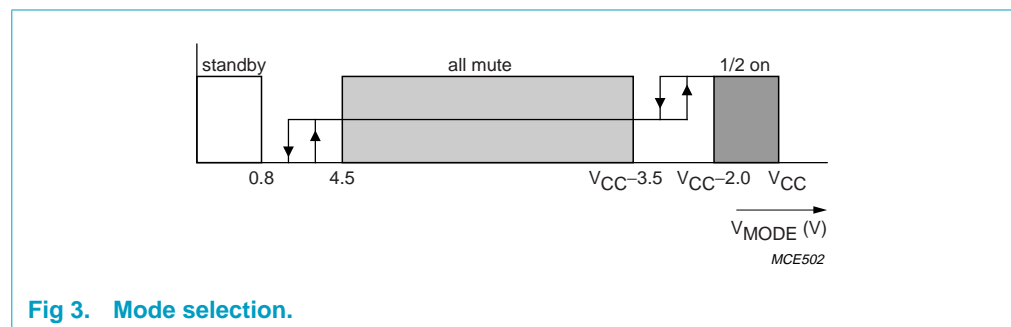 standby all mute 1/2 on
0.8 4.5 VCC−3.5 VCC−2.0 VCC
VMODE (V)
MCE502
Fig 3. Mode selection.